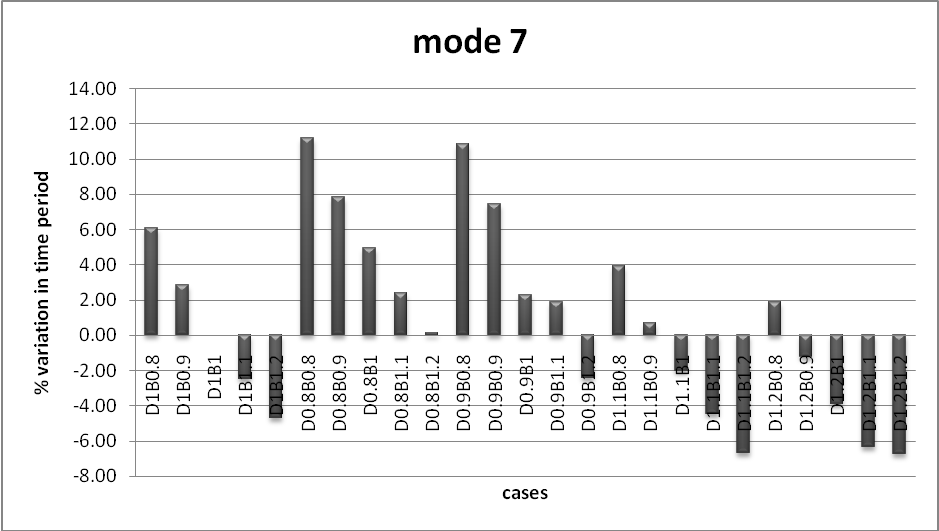 mode 7
14.00
12.00
10.00
8.00
6.00
4.00
2.00
0.00
-2.00
-4.00
-6.00
-8.00
% variation in time period
D1B0.8
D1B0.9
D1B1
D1B1.1
D1B1.2
D0.8B0.8
D0.8B0.9
D0.8B1
D0.8B1.1
D0.8B1.2
D0.9B0.8
D0.9B0.9
D0.9B1
D0.9B1.1
D0.9B1.2
D1.1B0.8
D1.1B0.9
D1.1B1
D1.1B1.1
D1.1B1.2
D1.2B0.8
D1.2B0.9
D1.2B1
D1.2B1.1
D1.2B1.2
cases